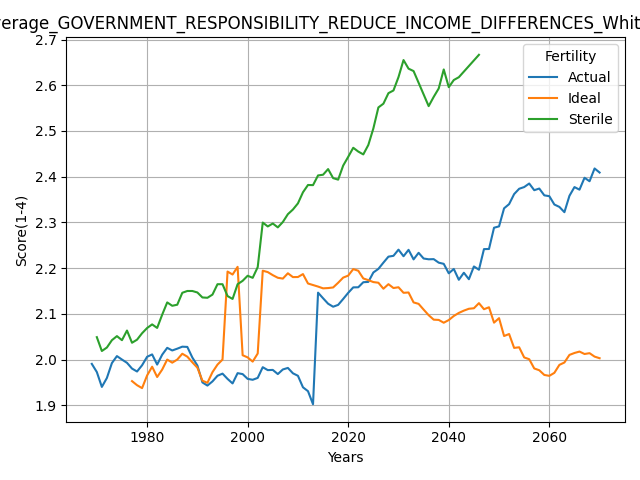 verage_GOVERNMENT_RESPONSIBILITY_REDUCE_INCOME_DIFFERENCES_Whit
2.7
2.6
2.5
2.4
2.3
2.2
2.1
2.0
1.9
Score(1-4)
Fertility
Actual
Ideal
Sterile
1980
2000
2020
2040
2060
Years